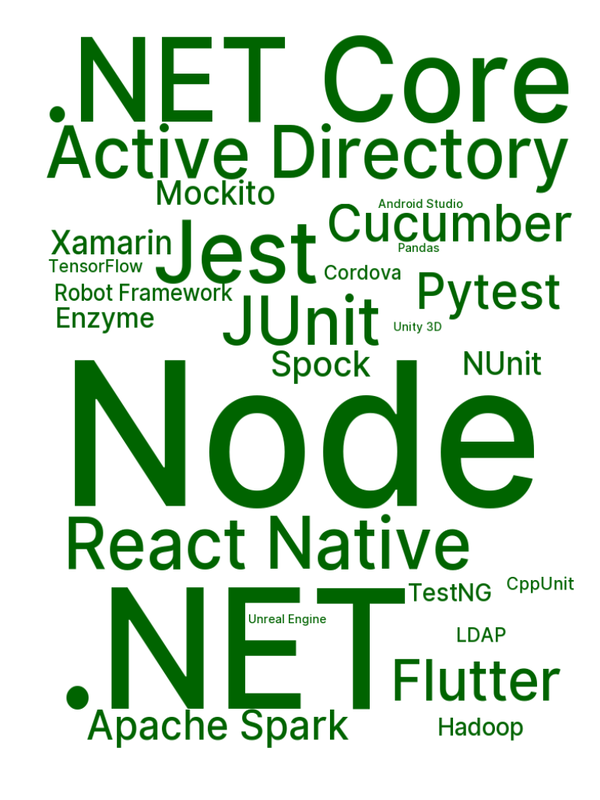 .NET Core
Active Directory
Mockito
Android Studio
Cucumber
Xamarin
Jest
Pandas
TensorFlow
Cordova
Robot Framework
Pytest
Enzyme
JUnit
Unity 3D
Spock
NUnit
Node
React Native
.NET
TestNG
CppUnit
Unreal Engine
LDAP
Flutter
Apache Spark
Hadoop